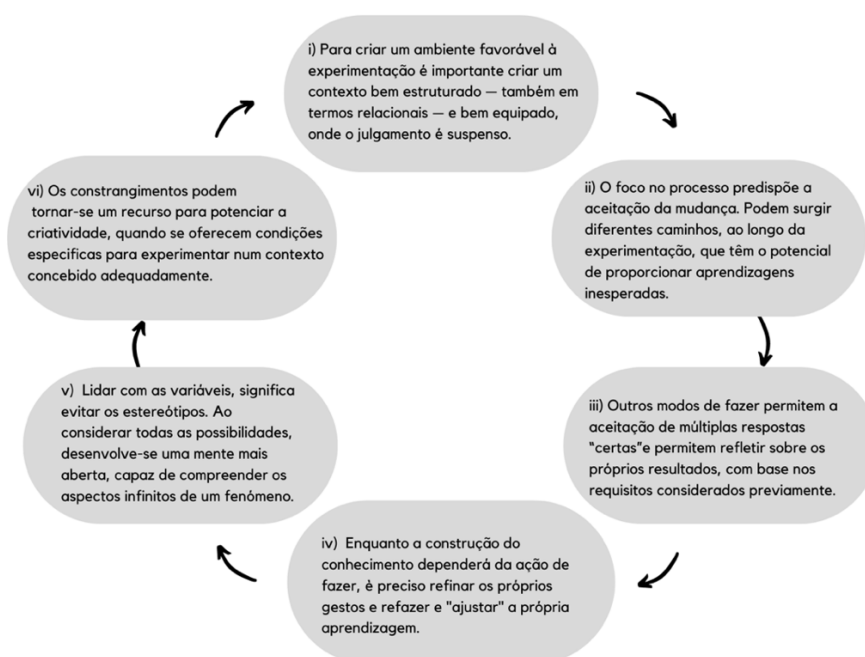 i) Para criar um ambiente favorável à
experimentação é importante criar um
contexto bem estruturado — também em
termos relacionais — e bem equipado,
onde o julgamento é suspenso.
ii) O foco no processo predispõe a
aceitação da mudança. Podem surgir
diferentes caminhos, ao longo da
experimentação, que têm o potencial
de proporcionar aprendizagens
inesperadas.
iii) Outros modos de fazer permitem a
aceitação de múltiplas respostas
"certas"e permitem refletir sobre os
próprios resultados, com base nos
requisitos considerados previamente.
iv) Enquanto a construção do
conhecimento dependerá da ação de
fazer, é preciso refinar os próprios
gestos e refazer e "ajustar" a própria
aprendizagem.
v) Lidar com as variáveis, significa
evitar os estereótipos. Ao
considerar todas as possibilidades,
desenvolve-se uma mente mais
aberta, capaz de compreender os
aspectos infinitos de um fenómeno.
vi) Os constrangimentos podem
tornar-se um recurso para potenciar a
criatividade, quando se oferecem condições
especificas para experimentar num contexto
concebido adequadamente.